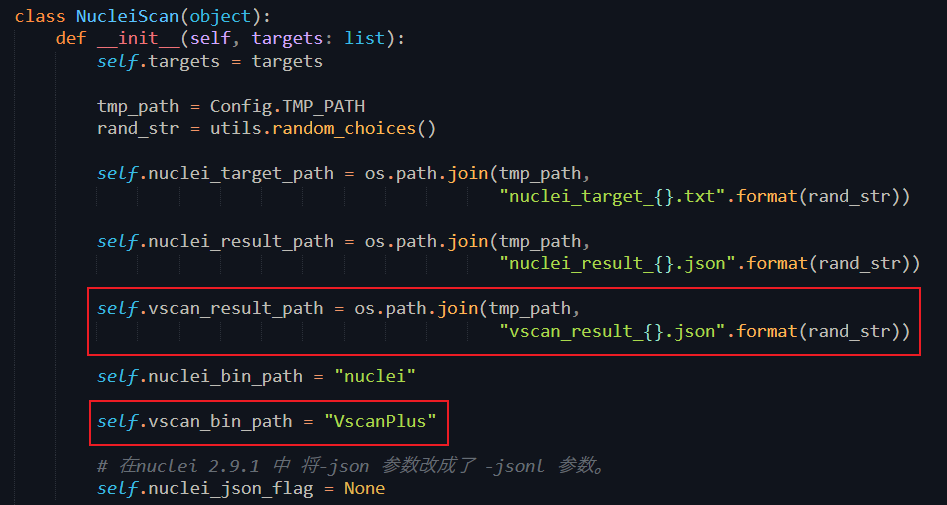 class NucleiScan(object):
    def __init__(self, targets: list):
        self.targets = targets
        tmp_path = Config.TMP_PATH
        rand_str = utils.random_choices()
        self.nuclei_target_path = os.path.join(tmp_path,
                                               "nuclei_target_{}.txt".format(rand_str))
        self.nuclei_result_path = os.path.join(tmp_path,
                                               "nuclei_result_{}.json".format(rand_str))
        self.vscan_result_path = os.path.join(tmp_path,
                                               "vscan_result_{}.json".format(rand_str))
        self.nuclei_bin_path = "nuclei"
        self.vscan_bin_path = "VscanPlus"
        # 在nuclei 2.9.1 中 将-json 参数改成了 -jsonl 参数。
        self.nuclei_json_flag = None